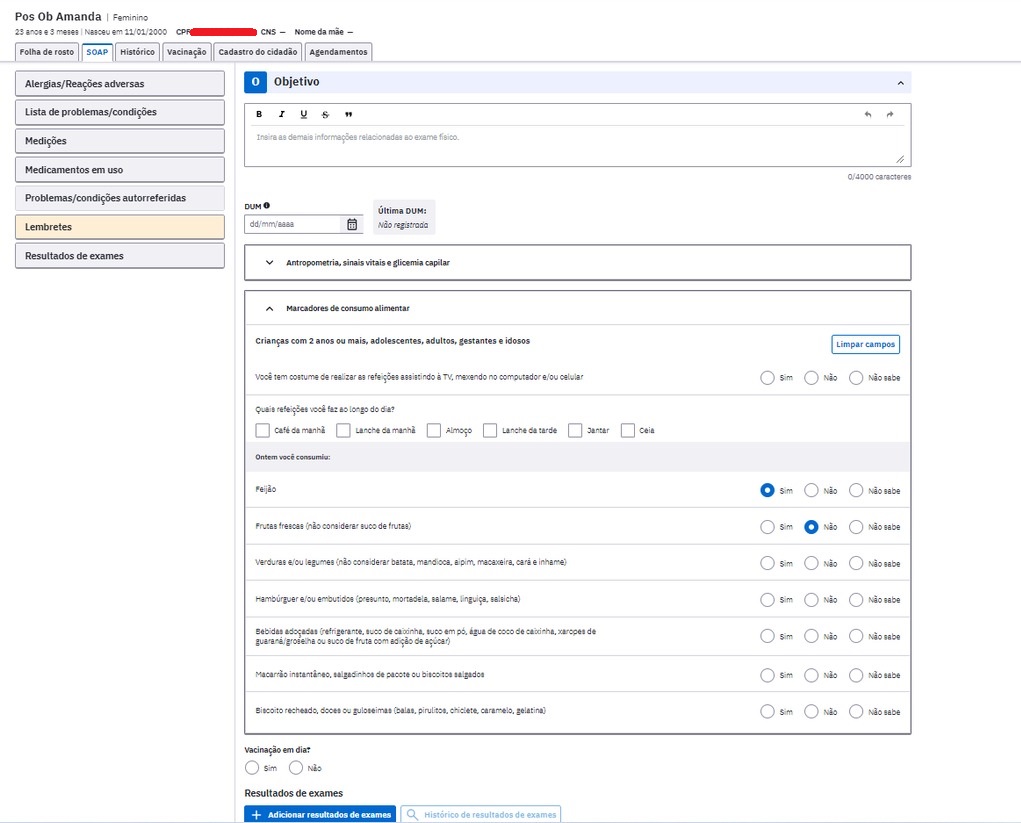 Pos Ob Amanda | Feminino
23 anos e 3 meses | Nasceu em 11/01/2000 CPF CNS — Nome da mãe —
Folha de rosto SOAP Histórico Vacinação Cadastro do cidadão Agendamentos
Alergias/Reações adversas
Lista de problemas/condições
Medições
Medicamentos em uso
Problemas/condições autorreferidas
Lembretes
Resultados de exames
O Objetivo
B I U S
Insira as demais informações relacionadas ao exame físico.
0/4000 caracteres
DUM
dd/mm/aaaa
Última DUM:
Não registrada
Antropometria, sinais vitais e glicemia capilar
Marcadores de consumo alimentar
Crianças com 2 anos ou mais, adolescentes, adultos, gestantes e idosos
Limpar campos
Você tem costume de realizar as refeições assistindo à TV, mexendo no computador e/ou celular Sim Não Não sabe
Quais refeições você faz ao longo do dia?
Café da manhã Lanche da manhã Almoço Lanche da tarde Jantar Ceia
Ontem você consumiu:
Feijão Sim Não Não sabe
Frutas frescas (não considerar suco de frutas) Sim Não Não sabe
Verduras e/ou legumes (não considerar batata, mandioca, aipim, macaxeira, cará e inhame) Sim Não Não sabe
Hambúrguer e/ou embutidos (presunto, mortadela, salame, linguiça, salsicha) Sim Não Não sabe
Bebidas adoçadas (refrigerante, suco de caixinha, suco em pó, água de coco de caixinha, xaropes de
guaraná/groselha ou suco de fruta com adição de açúcar) Sim Não Não sabe
Macarrão instantâneo, salgadinhos de pacote ou biscoitos salgados Sim Não Não sabe
Biscoito recheado, doces ou guloseimas (balas, pirulitos, chiclete, caramelo, gelatina) Sim Não Não sabe
Vacinação em dia?
Sim Não
Resultados de exames
Adicionar resultados de exames Histórico de resultados de exames